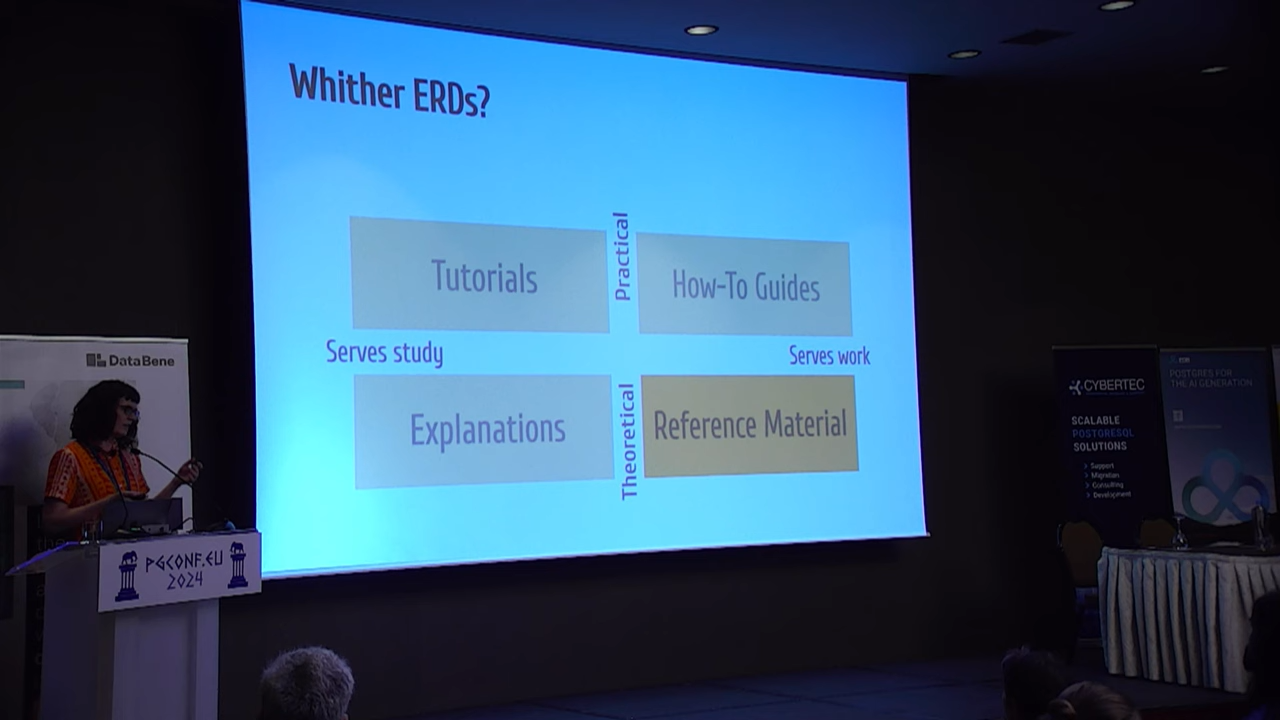 Whither ERDs?
Practical
Tutorials
How-To Guides
Serves study
Serves work
Theoretical
Explanations
Reference Material
DataBene
PGCONF.EU
2024
CYBERTEC
SCALABLE
POSTGRESQL
SOLUTIONS
> Support
> Migration
> Consulting
> Development
POSTGRES FOR
THE AI GENERATION